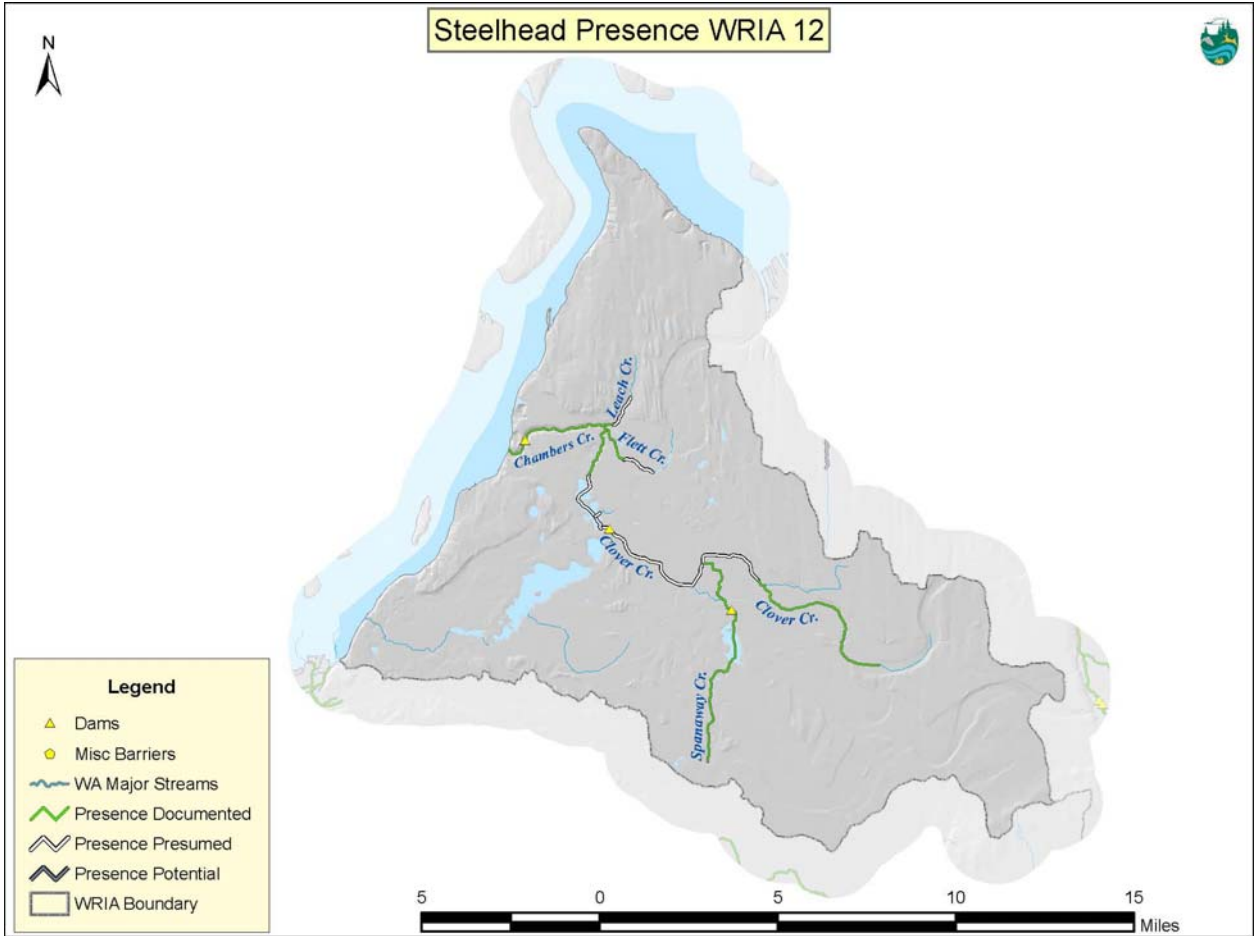 Steelhead Presence WRIA 12
N
Leach Cr.
Chambers Cr.
Flett Cr.
Clover Cr.
Clover Cr.
Spanaway Cr.
Legend
Dams
Misc Barriers
WA Major Streams
Presence Documented
Presence Presumed
Presence Potential
WRIA Boundary
5 0 5 10 15
Miles